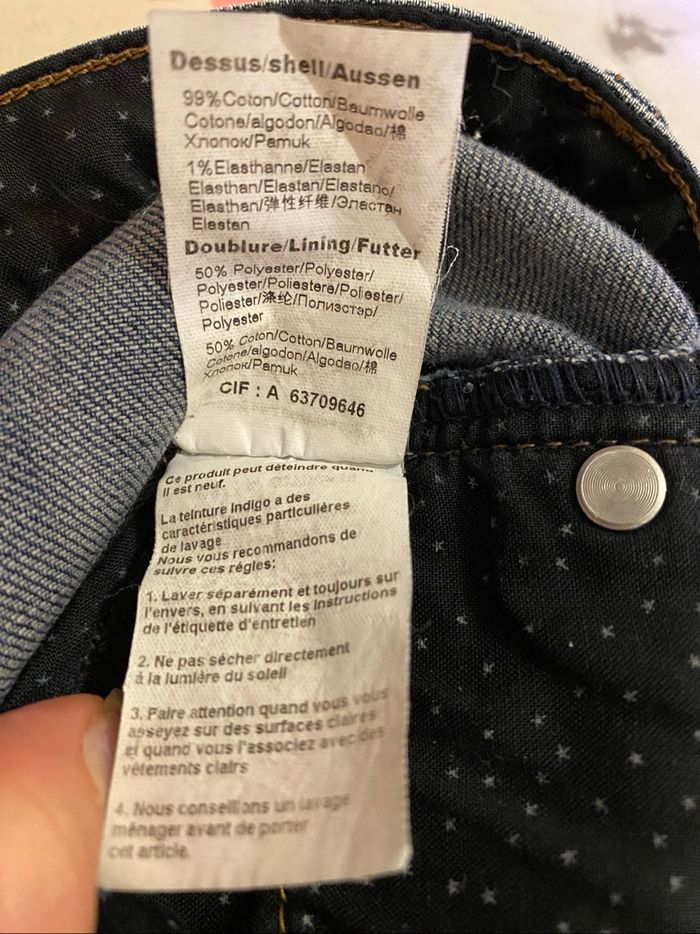 Dessus/shell/Aussen
99%Coton/Cotton/Baumwolle
Cotone/algodon/Algodao/棉
Хлопок/Pamuk
1%Elasthanne/Elastan
Elasthan/Elastan/Elastano/
Elasthan/弹性纤维/Эластан
Elastan
Doublure/Lining/Futter
50% Polyester/Polyester/
Polyester/Poliestere/Poliester/
Poliester/涤纶/Полиэстэр/
Polyester
50% Coton/Cotton/Baumwolle
Cotone/algodon/Algodao/棉
Хлопок/Pamuk
CIF : A 63709646
Ce produit peut déteindre quand
il est neuf.
La teinture indigo a des
caractéristiques particulières
de lavage
Nous vous recommandons de
suivre ces règles:
1. Laver séparément et toujours sur
l'envers, en suivant les instructions
de l'étiquette d'entretien
2. Ne pas sécher directement
à la lumière du soleil
3. Faire attention quand vous vous
asseyez sur des surfaces claires
et quand vous l'associez avec des
vêtements clairs
4. Nous conseillons un lavage
ménager avant de porter
cet article.